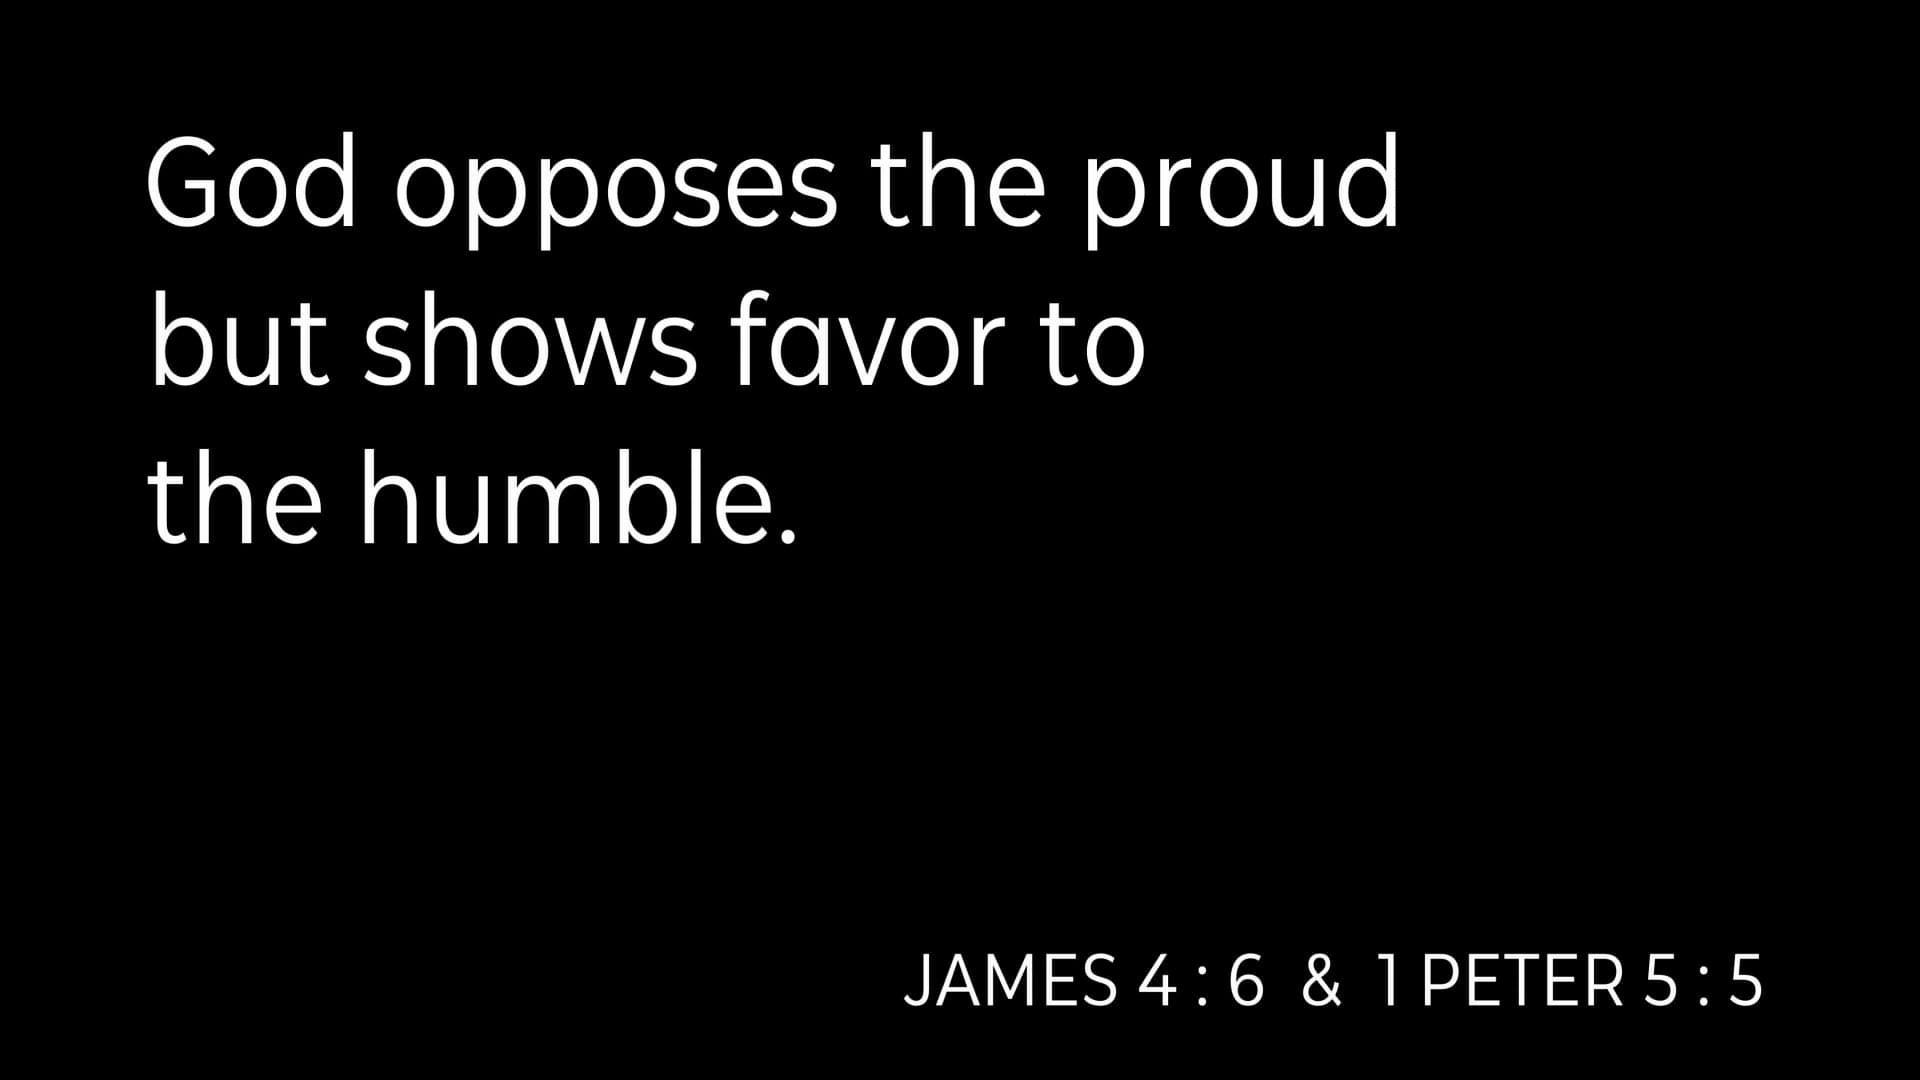 God opposes the proud
but shows favor to
the humble.
JAMES 4 : 6 & 1 PETER 5 : 5